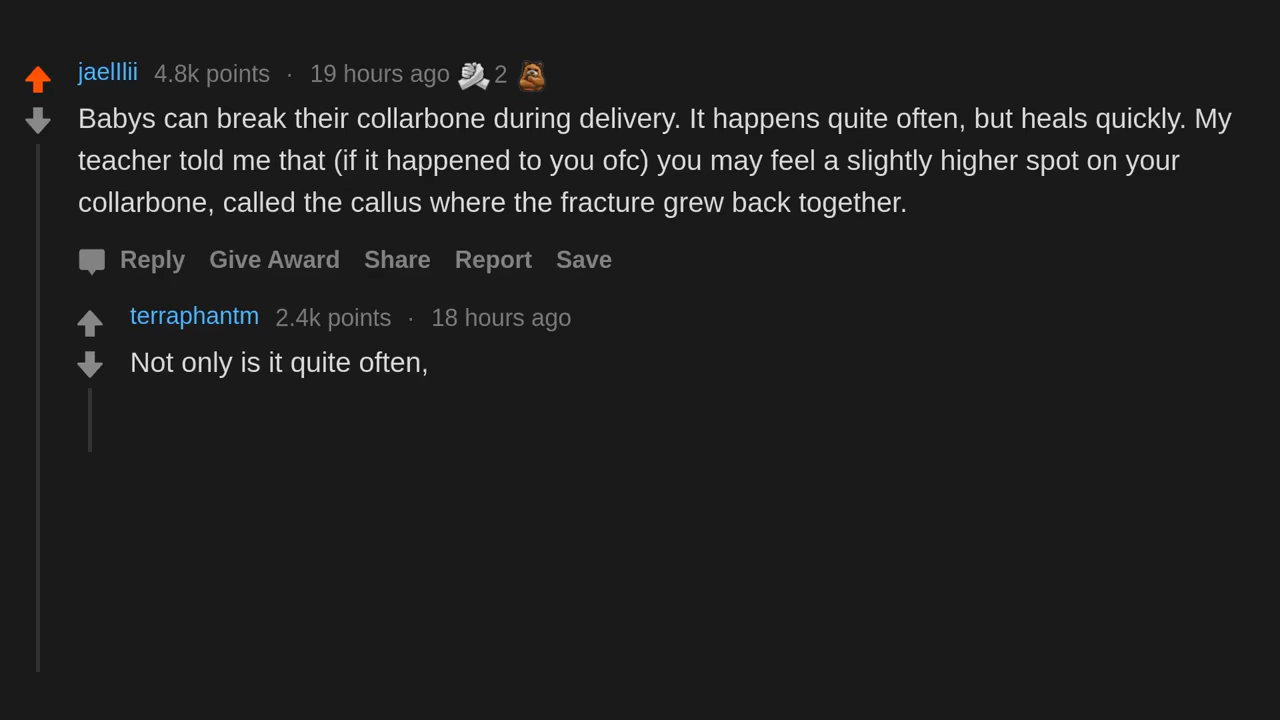 jaelllii 4.8k points · 19 hours ago 2
Babys can break their collarbone during delivery. It happens quite often, but heals quickly. My
teacher told me that (if it happened to you ofc) you may feel a slightly higher spot on your
collarbone, called the callus where the fracture grew back together.
Reply Give Award Share Report Save
terraphantm 2.4k points · 18 hours ago
Not only is it quite often,